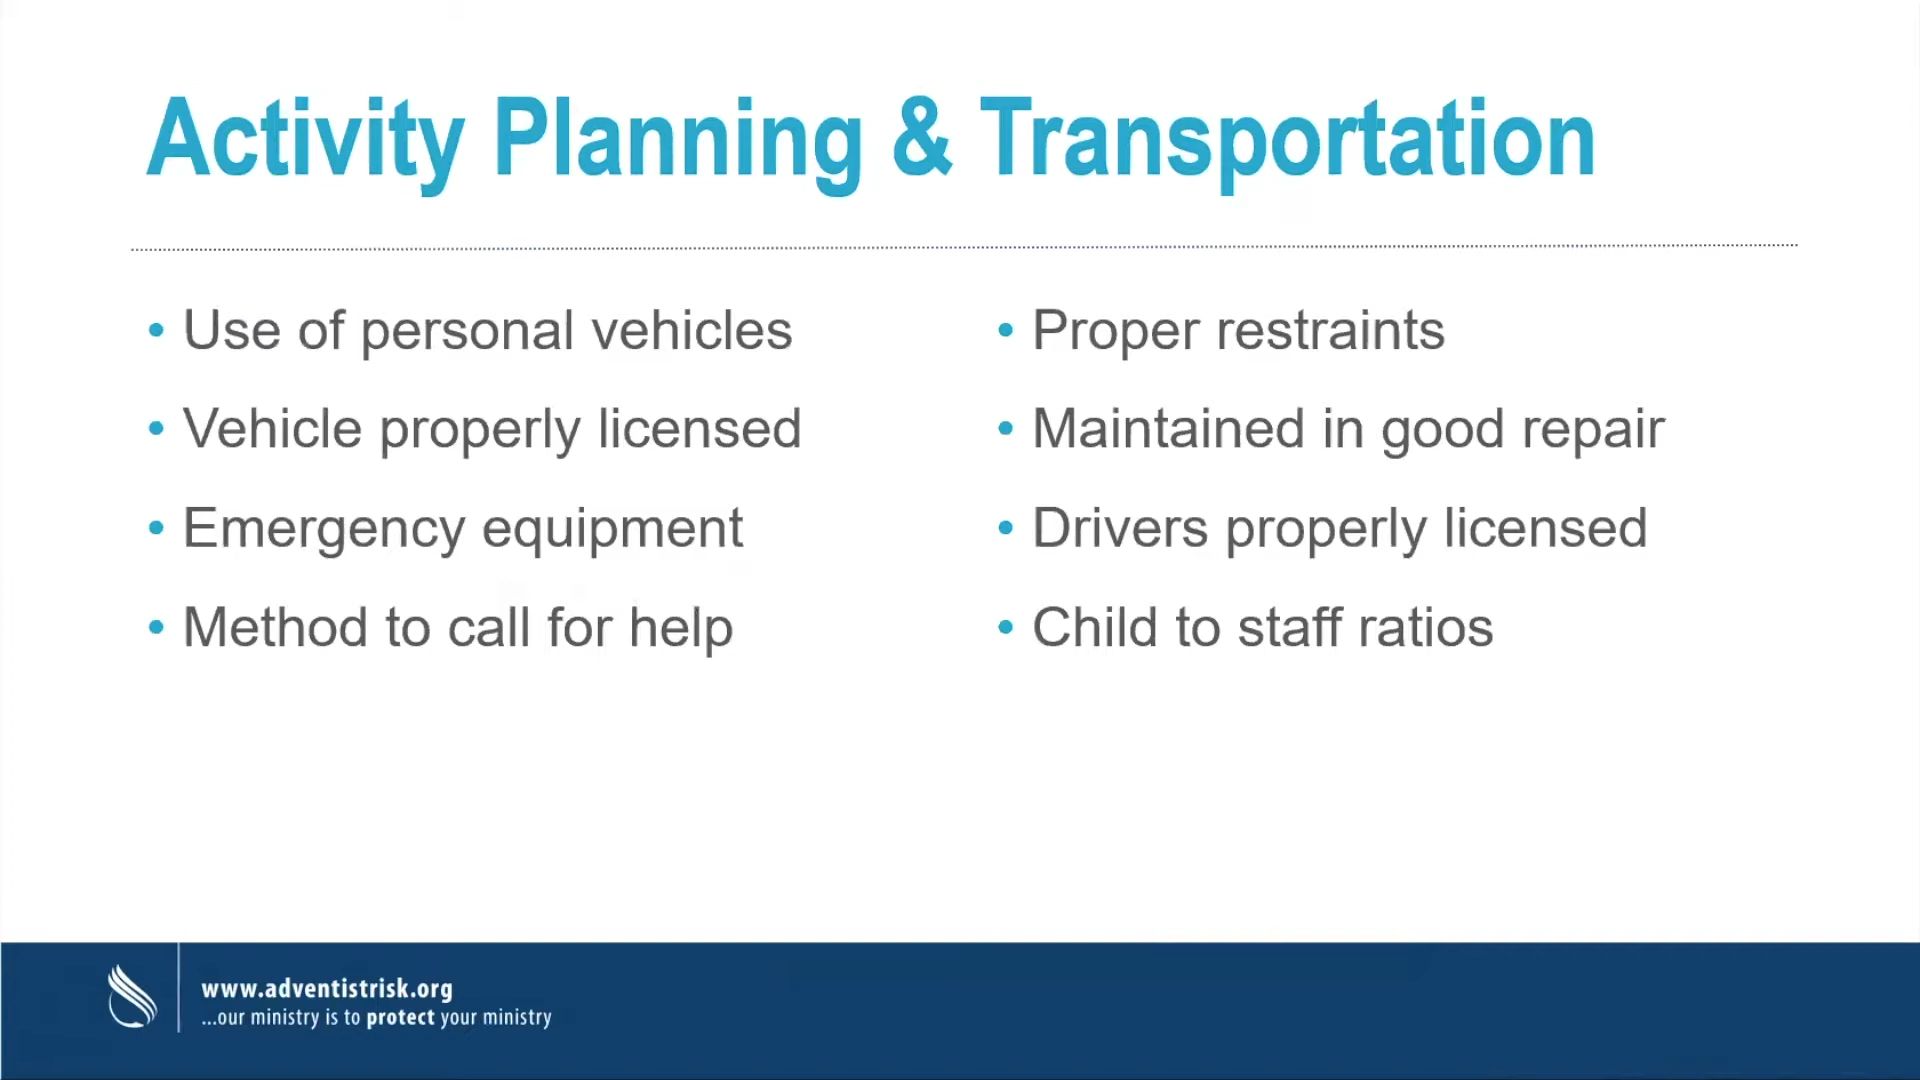 Activity Planning & Transportation
• Use of personal vehicles
• Vehicle properly licensed
• Emergency equipment
• Method to call for help
• Proper restraints
• Maintained in good repair
• Drivers properly licensed
• Child to staff ratios
www.adventistrisk.org
...our ministry is to protect your ministry